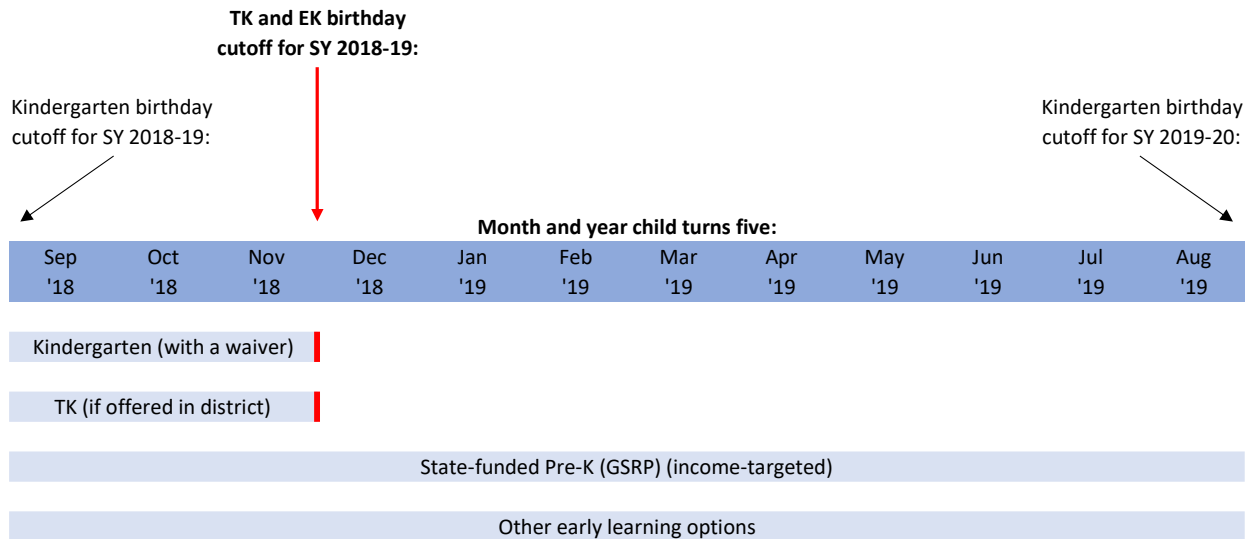 TK and EK birthday
cutoff for SY 2018-19:
Kindergarten birthday
cutoff for SY 2018-19:
Kindergarten birthday
cutoff for SY 2019-20:
Month and year child turns five:
Sep Oct Nov Dec Jan Feb Mar Apr May Jun Jul Aug
'18 '18 '18 '18 '19 '19 '19 '19 '19 '19 '19 '19
Kindergarten (with a waiver)
TK (if offered in district)
State-funded Pre-K (GSRP) (income-targeted)
Other early learning options